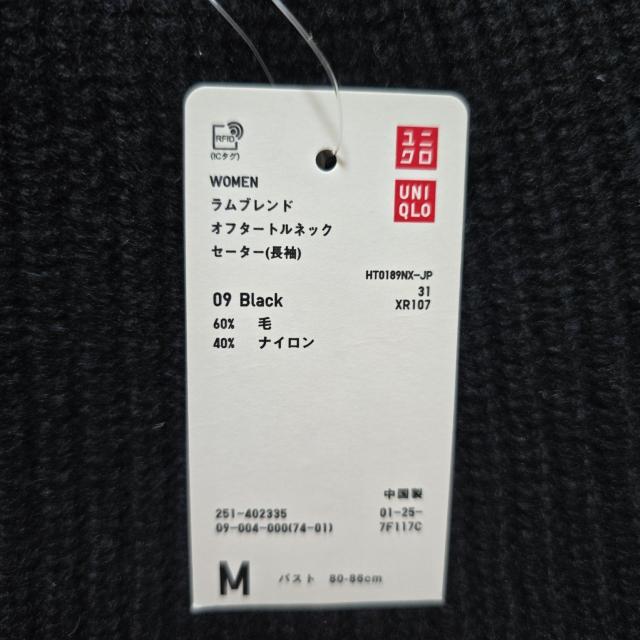 RFID
(ICタグ)
ユニ
クロ
UNI
QLO
WOMEN
ラムブレンド
オフタートルネック
セーター(長袖)
HT0189NX-JP
31
XR107
09 Black
60% 毛
40% ナイロン
中国製
251-402335 01-25-
09-004-000(74-01) 7F117C
M バスト 80-86cm